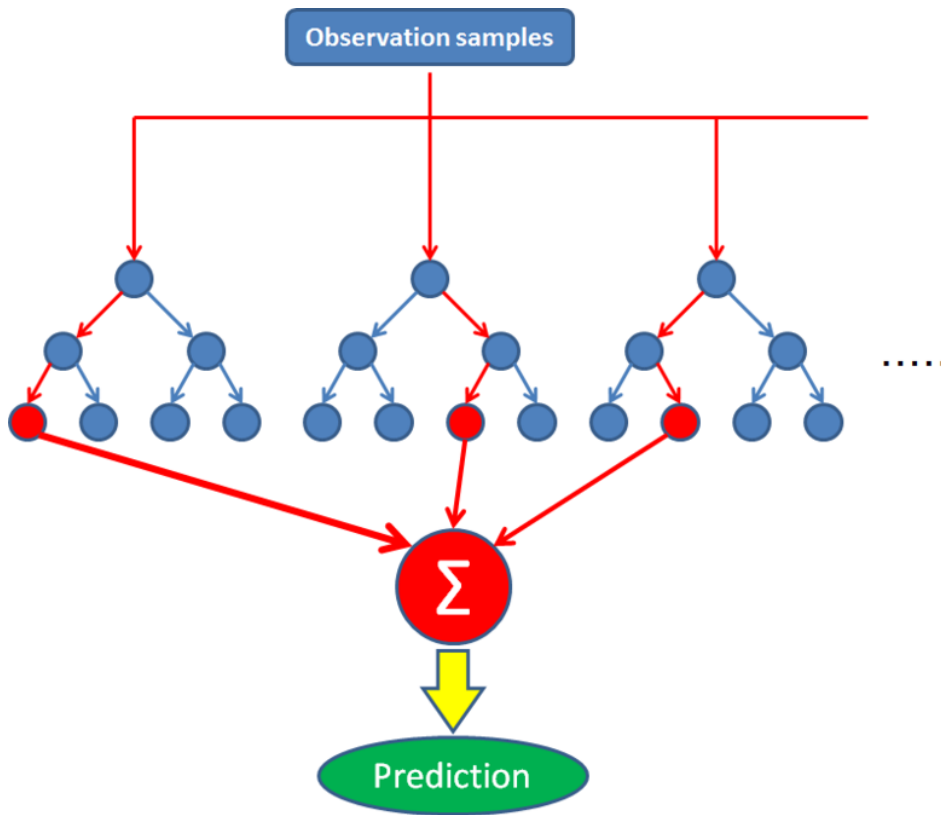 Observation samples
.....
Σ
Prediction